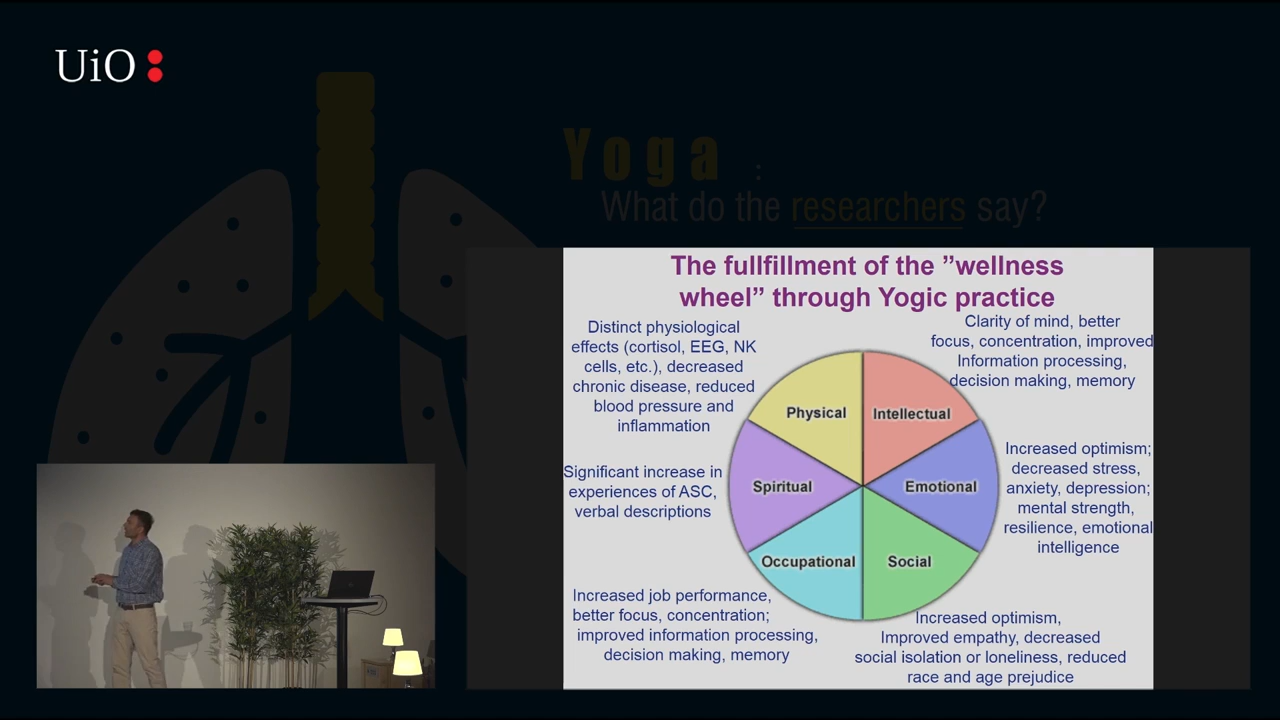 UiO
Yoga :
What do the researchers say?
The fullfillment of the ”wellness
wheel” through Yogic practice
Distinct physiological
effects (cortisol, EEG, NK
cells, etc.), decreased
chronic disease, reduced
blood pressure and
inflammation
Clarity of mind, better
focus, concentration, improved
Information processing,
decision making, memory
Physical
Intellectual
Significant increase in
experiences of ASC,
verbal descriptions
Spiritual
Emotional
Increased optimism;
decreased stress,
anxiety, depression;
mental strength,
resilience, emotional
intelligence
Occupational
Social
Increased job performance,
better focus, concentration;
improved information processing,
decision making, memory
Increased optimism,
Improved empathy, decreased
social isolation or loneliness, reduced
race and age prejudice